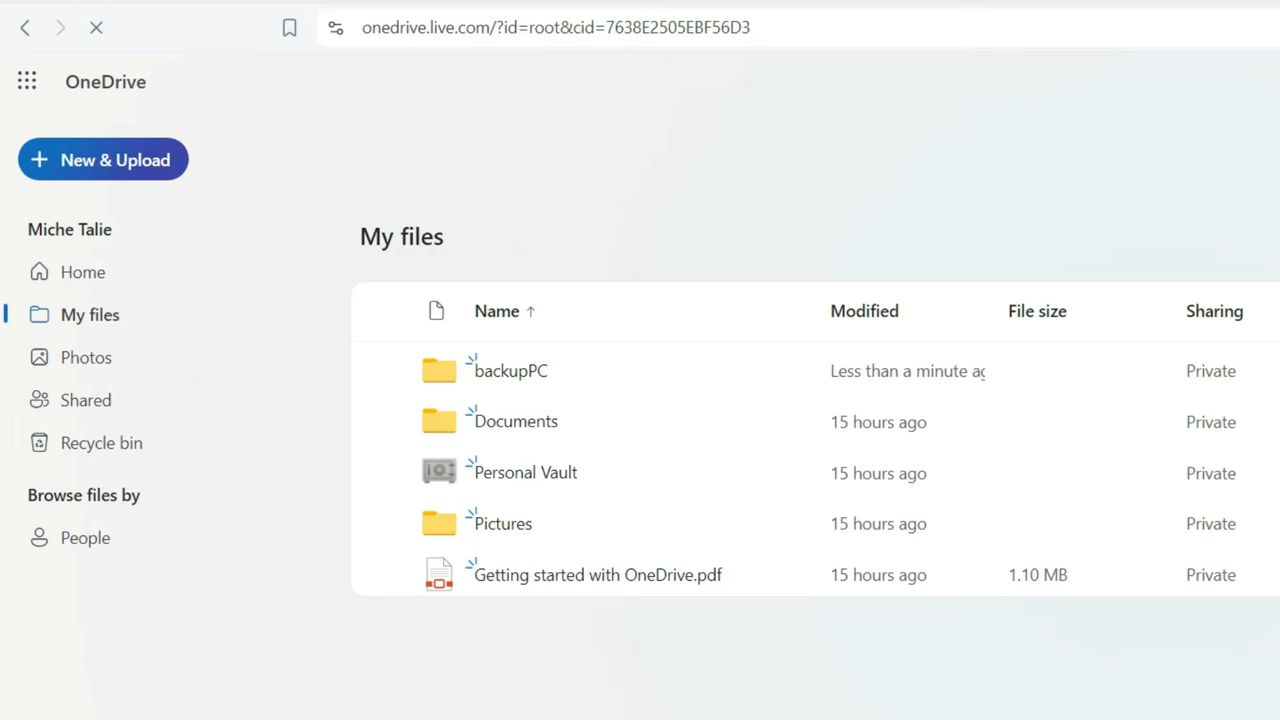 onedrive.live.com/?id=root&cid=7638E2505EBF56D3
OneDrive
New & Upload
Miche Talie
Home
My files
Photos
Shared
Recycle bin
Browse files by
People
My files
Name Modified File size Sharing
backupPC Less than a minute ag Private
Documents 15 hours ago Private
Personal Vault 15 hours ago Private
Pictures 15 hours ago Private
Getting started with OneDrive.pdf 15 hours ago 1.10 MB Private